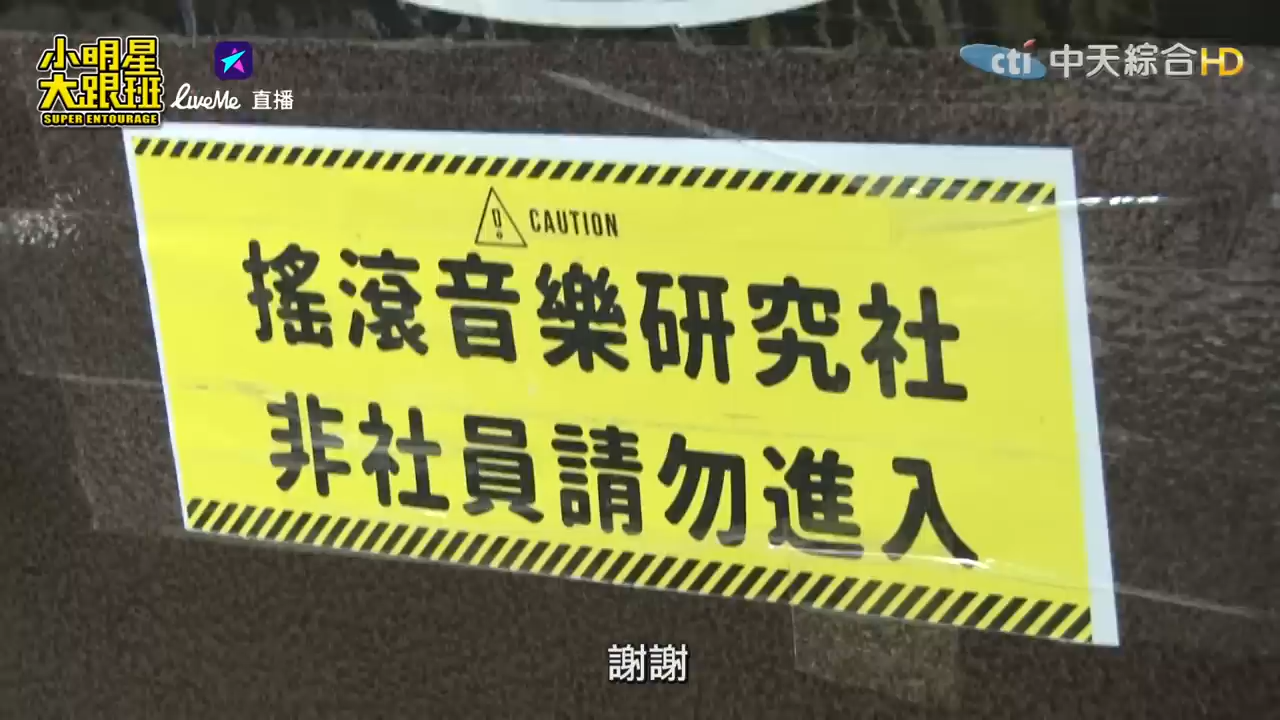 小明星
大跟班
SUPER ENTOURAGE
LiveMe 直播
cti 中天綜合HD
CAUTION
搖滾音樂研究社
非社員請勿進入
謝謝